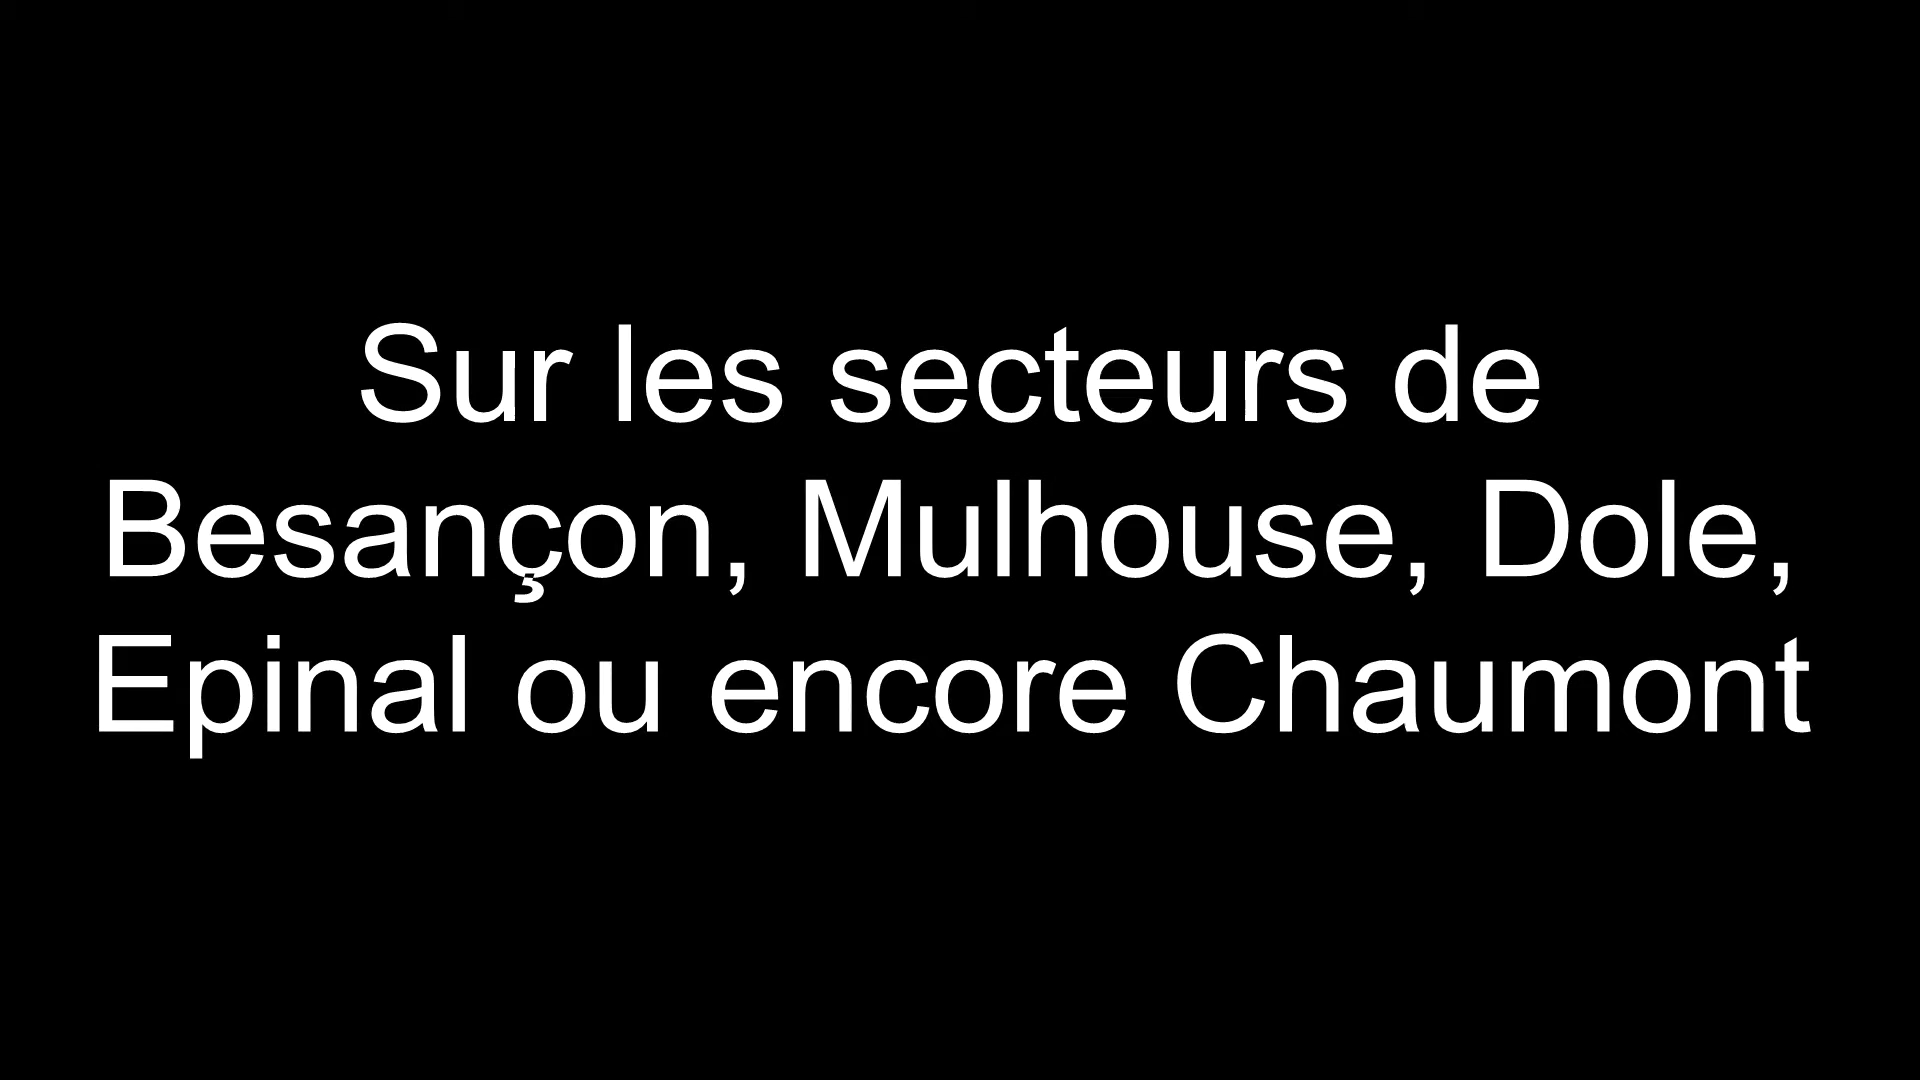 Sur les secteurs de
Besançon, Mulhouse, Dole,
Epinal ou encore Chaumont